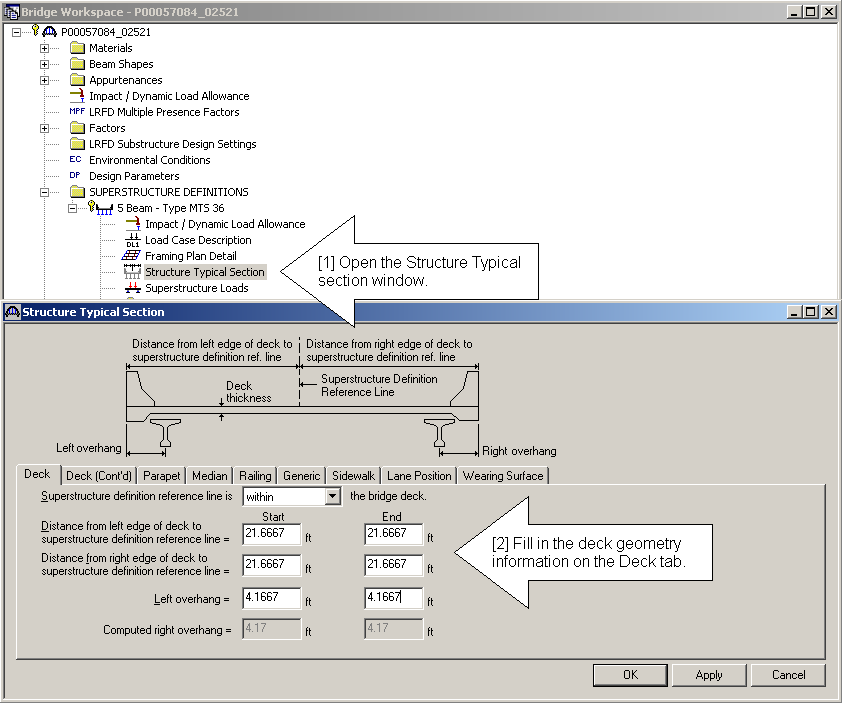 Bridge Workspace - P00057084_02521
P00057084_02521
Materials
Beam Shapes
Appurtenances
Impact / Dynamic Load Allowance
MPF LRFD Multiple Presence Factors
Factors
LRFD Substructure Design Settings
EC Environmental Conditions
DP Design Parameters
SUPERSTRUCTURE DEFINITIONS
5 Beam - Type MTS 36
Impact / Dynamic Load Allowance
DL1 Load Case Description
Framing Plan Detail
Structure Typical Section
Superstructure Loads
[1] Open the Structure Typical
section window.
Structure Typical Section
Distance from left edge of deck to
superstructure definition ref. line
Distance from right edge of deck to
superstructure definition ref. line
Deck
thickness
Superstructure Definition
Reference Line
Left overhang
Right overhang
Deck Deck (Cont'd) Parapet Median Railing Generic Sidewalk Lane Position Wearing Surface
Superstructure definition reference line is within the bridge deck.
Start End
Distance from left edge of deck to
superstructure definition reference line = 21.6667 ft 21.6667 ft
Distance from right edge of deck to
superstructure definition reference line = 21.6667 ft 21.6667 ft
Left overhang = 4.1667 ft 4.1667 ft
Computed right overhang = 4.17 ft 4.17 ft
[2] Fill in the deck geometry
information on the Deck tab.
OK Apply Cancel